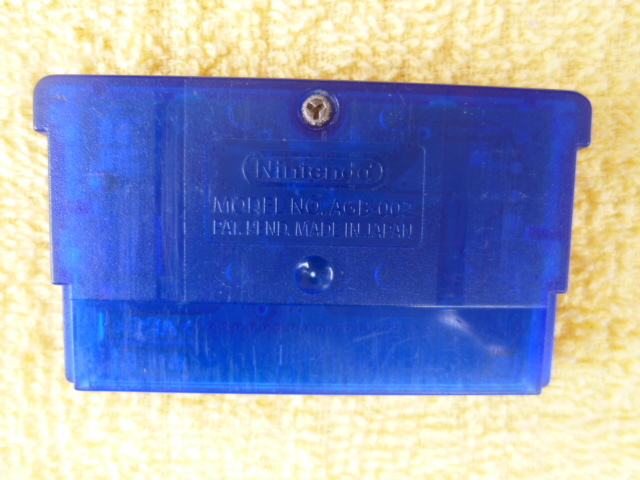 Nintendo
MODEL NO. AGB-002
PAT. PEND. MADE IN JAPAN